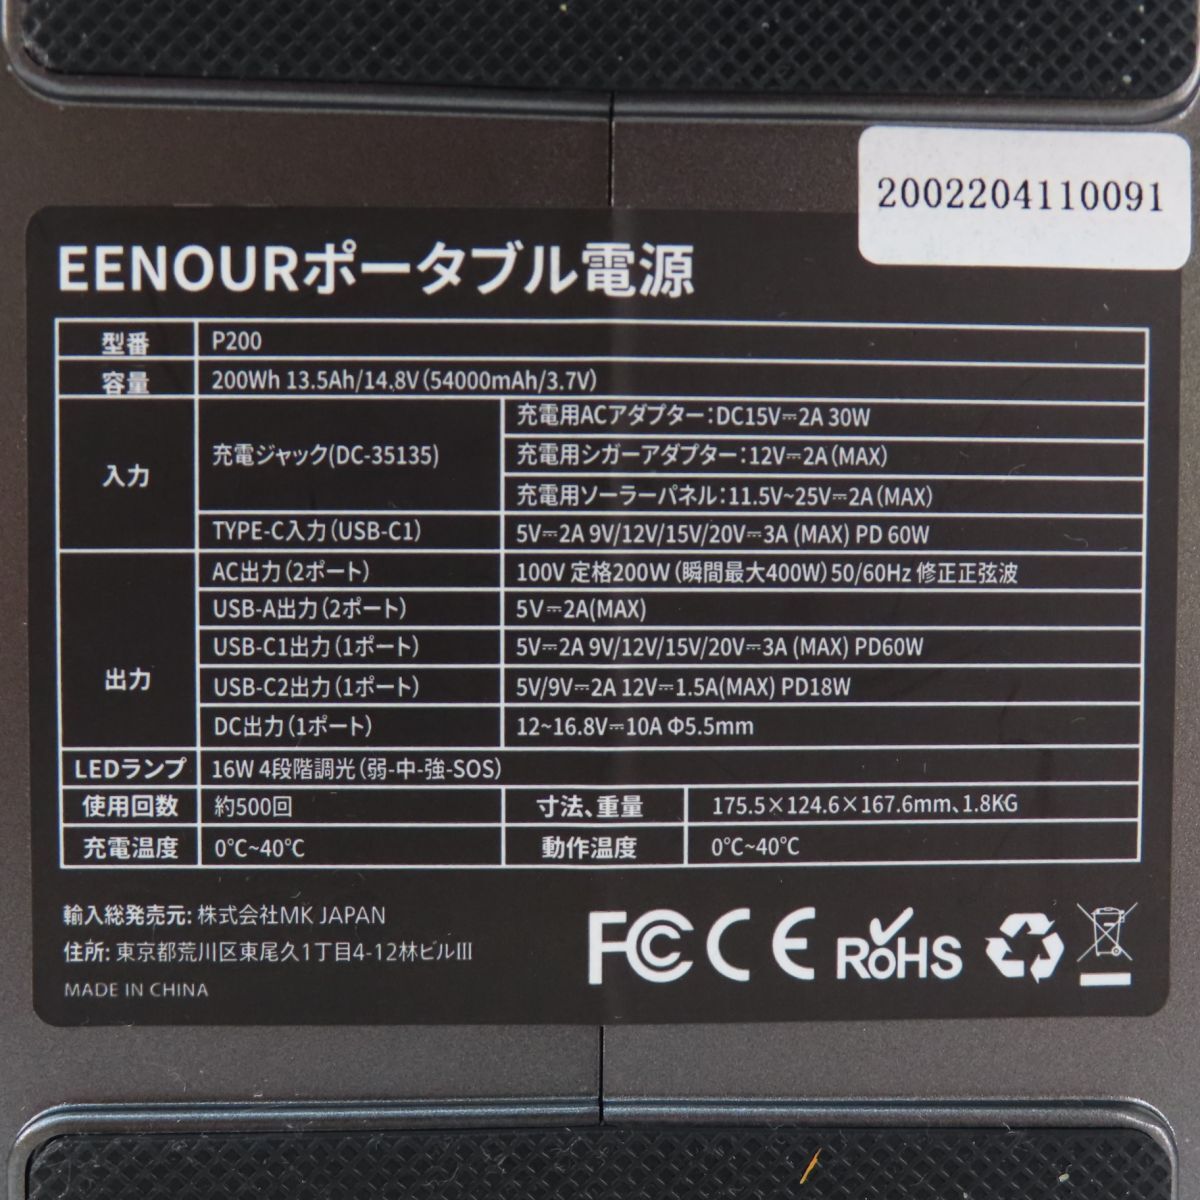 2002204110091
EENOURポータブル電源
型番 P200
容量 200Wh 13.5Ah/14.8V(54000mAh/3.7V)
入力 充電ジャック(DC-35135) 充電用ACアダプター:DC15V⎓2A 30W
充電用シガーアダプター:12V⎓2A(MAX)
充電用ソーラーパネル:11.5V~25V⎓2A(MAX)
TYPE-C入力(USB-C1) 5V⎓2A 9V/12V/15V/20V⎓3A (MAX) PD 60W
出力 AC出力(2ポート) 100V 定格200W(瞬間最大400W)50/60Hz 修正正弦波
USB-A出力(2ポート) 5V⎓2A(MAX)
USB-C1出力(1ポート) 5V⎓2A 9V/12V/15V/20V⎓3A (MAX) PD60W
USB-C2出力(1ポート) 5V/9V⎓2A 12V⎓1.5A(MAX) PD18W
DC出力(1ポート) 12~16.8V⎓10A Φ5.5mm
LEDランプ 16W 4段階調光(弱-中-強-SOS)
使用回数 約500回 寸法、重量 175.5×124.6×167.6mm、1.8KG
充電温度 0°C~40°C 動作温度 0°C~40°C
輸入総発売元: 株式会社MK JAPAN
住所: 東京都荒川区東尾久1丁目4-12林ビルIII
MADE IN CHINA
FC CE RoHS